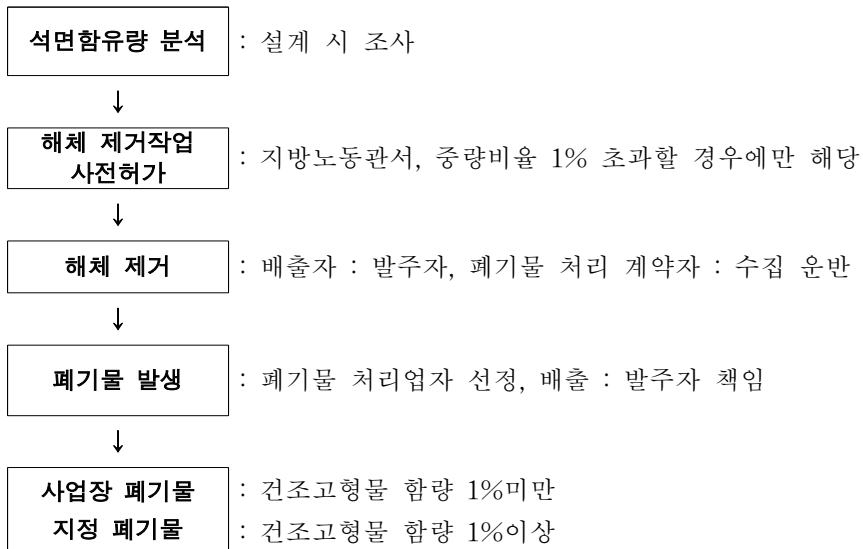 석면함유량 분석 : 설계 시 조사
↓
해체 제거작업
사전허가 : 지방노동관서, 중량비율 1% 초과할 경우에만 해당
↓
해체 제거 : 배출자 : 발주자, 폐기물 처리 계약자 : 수집 운반
↓
폐기물 발생 : 폐기물 처리업자 선정, 배출 : 발주자 책임
↓
사업장 폐기물 : 건조고형물 함량 1%미만
지정 폐기물 : 건조고형물 함량 1%이상